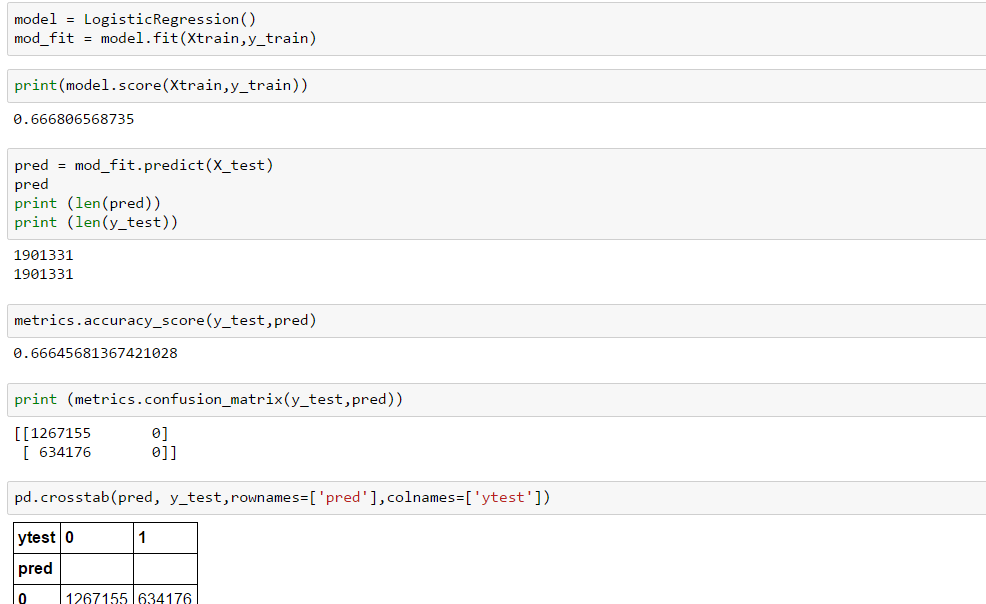 model = LogisticRegression()
mod_fit = model.fit(Xtrain,y_train)
print(model.score(Xtrain,y_train))
0.666806568735
pred = mod_fit.predict(X_test)
pred
print (len(pred))
print (len(y_test))
1901331
1901331
metrics.accuracy_score(y_test,pred)
0.66645681367421028
print (metrics.confusion_matrix(y_test,pred))
[[1267155       0]
 [ 634176       0]]
pd.crosstab(pred, y_test,rownames=['pred'],colnames=['ytest'])
ytest 0 1
pred
0 1267155 634176